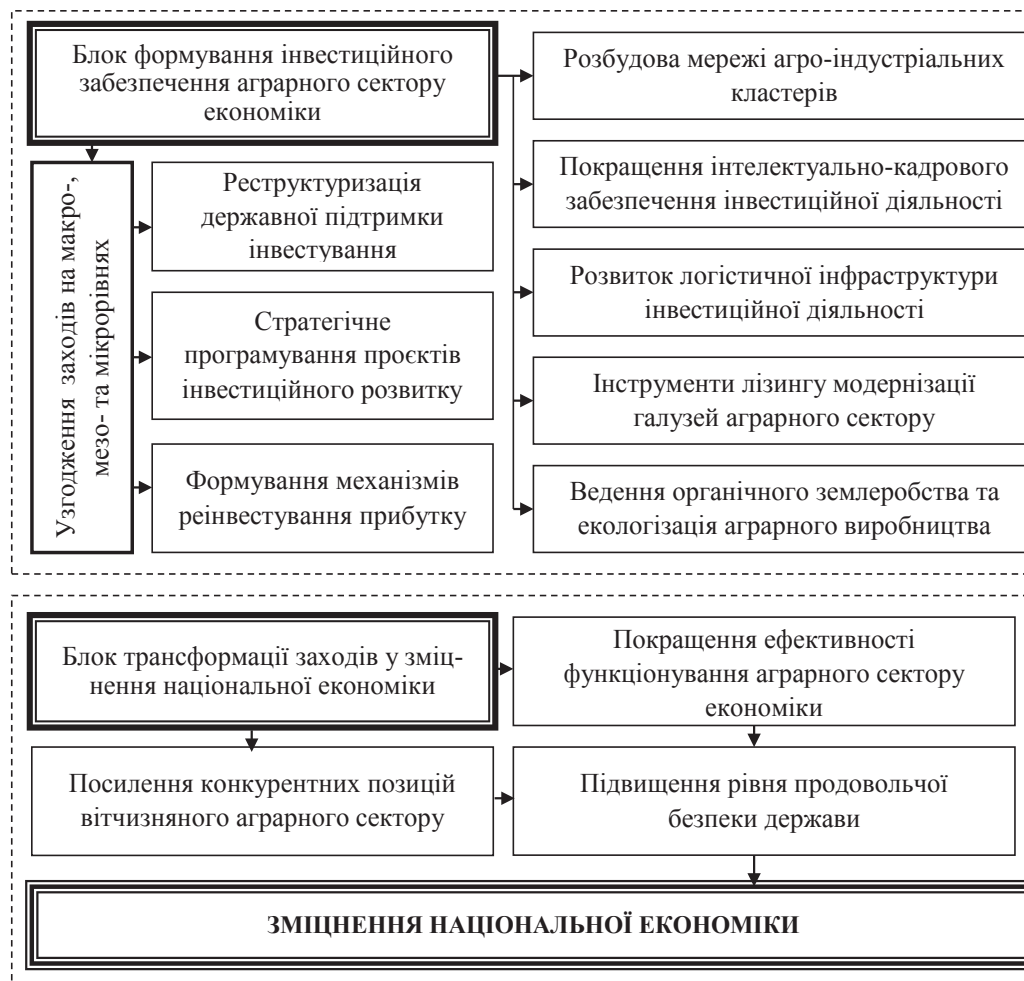 Блок формування інвестиційного
забезпечення аграрного сектору
економіки
Розбудова мережі агро-індустріальних
кластерів
Покращення інтелектуально-кадрового
забезпечення інвестиційної діяльності
Розвиток логістичної інфраструктури
інвестиційної діяльності
Інструменти лізингу модернізації
галузей аграрного сектору
Ведення органічного землеробства та
екологізація аграрного виробництва
Узгодження заходів на макро-,
мезо- та мікрорівнях
Реструктуризація
державної підтримки
інвестування
Стратегічне
програмування проєктів
інвестиційного розвитку
Формування механізмів
реінвестування прибутку
Блок трансформації заходів у зміц-
нення національної економіки
Покращення ефективності
функціонування аграрного сектору
економіки
Посилення конкурентних позицій
вітчизняного аграрного сектору
Підвищення рівня продовольчої
безпеки держави
ЗМІЦНЕННЯ НАЦІОНАЛЬНОЇ ЕКОНОМІКИ